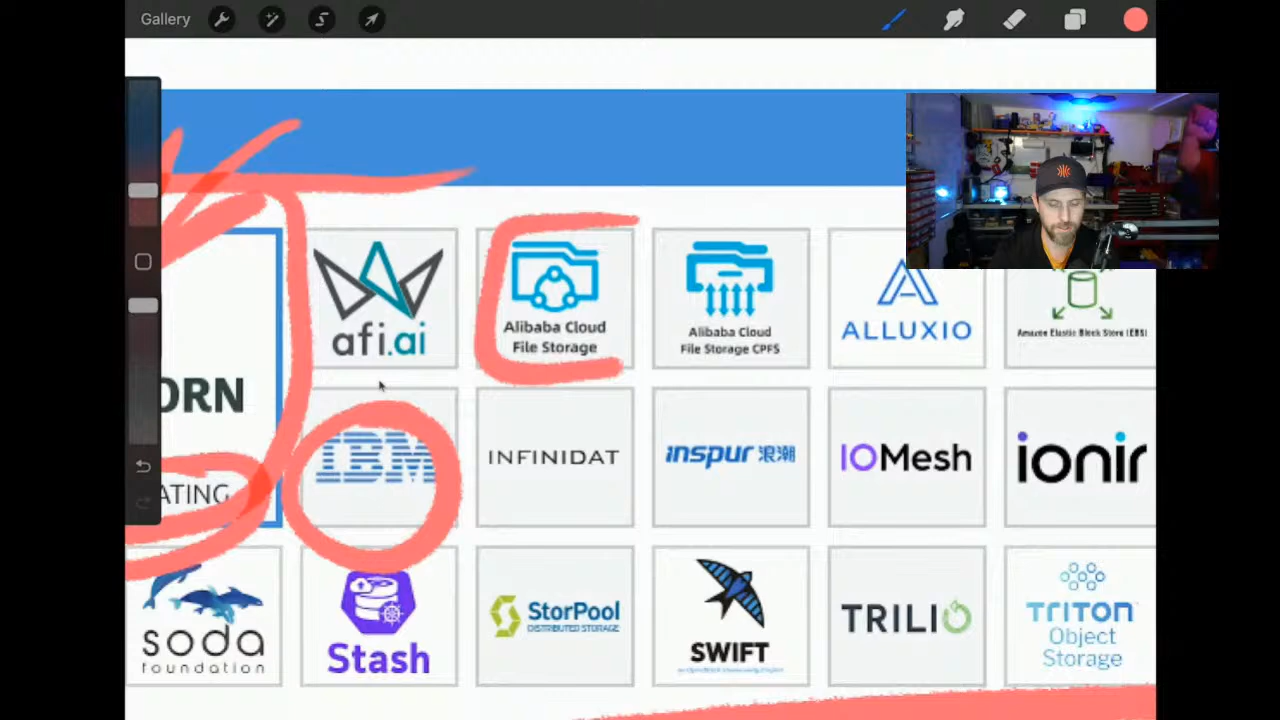 Gallery
afi.ai
Alibaba Cloud
File Storage
Alibaba Cloud
File Storage CPFS
ALLUXIO
Amazon Elastic Block Store (EBS)
ORN
ATING
IBM
INFINIDAT
inspur 浪潮
IOMesh
ionir
soda
foundation
Stash
StorPool
DISTRIBUTED STORAGE
SWIFT
TRILIO
TRITON
Object
Storage